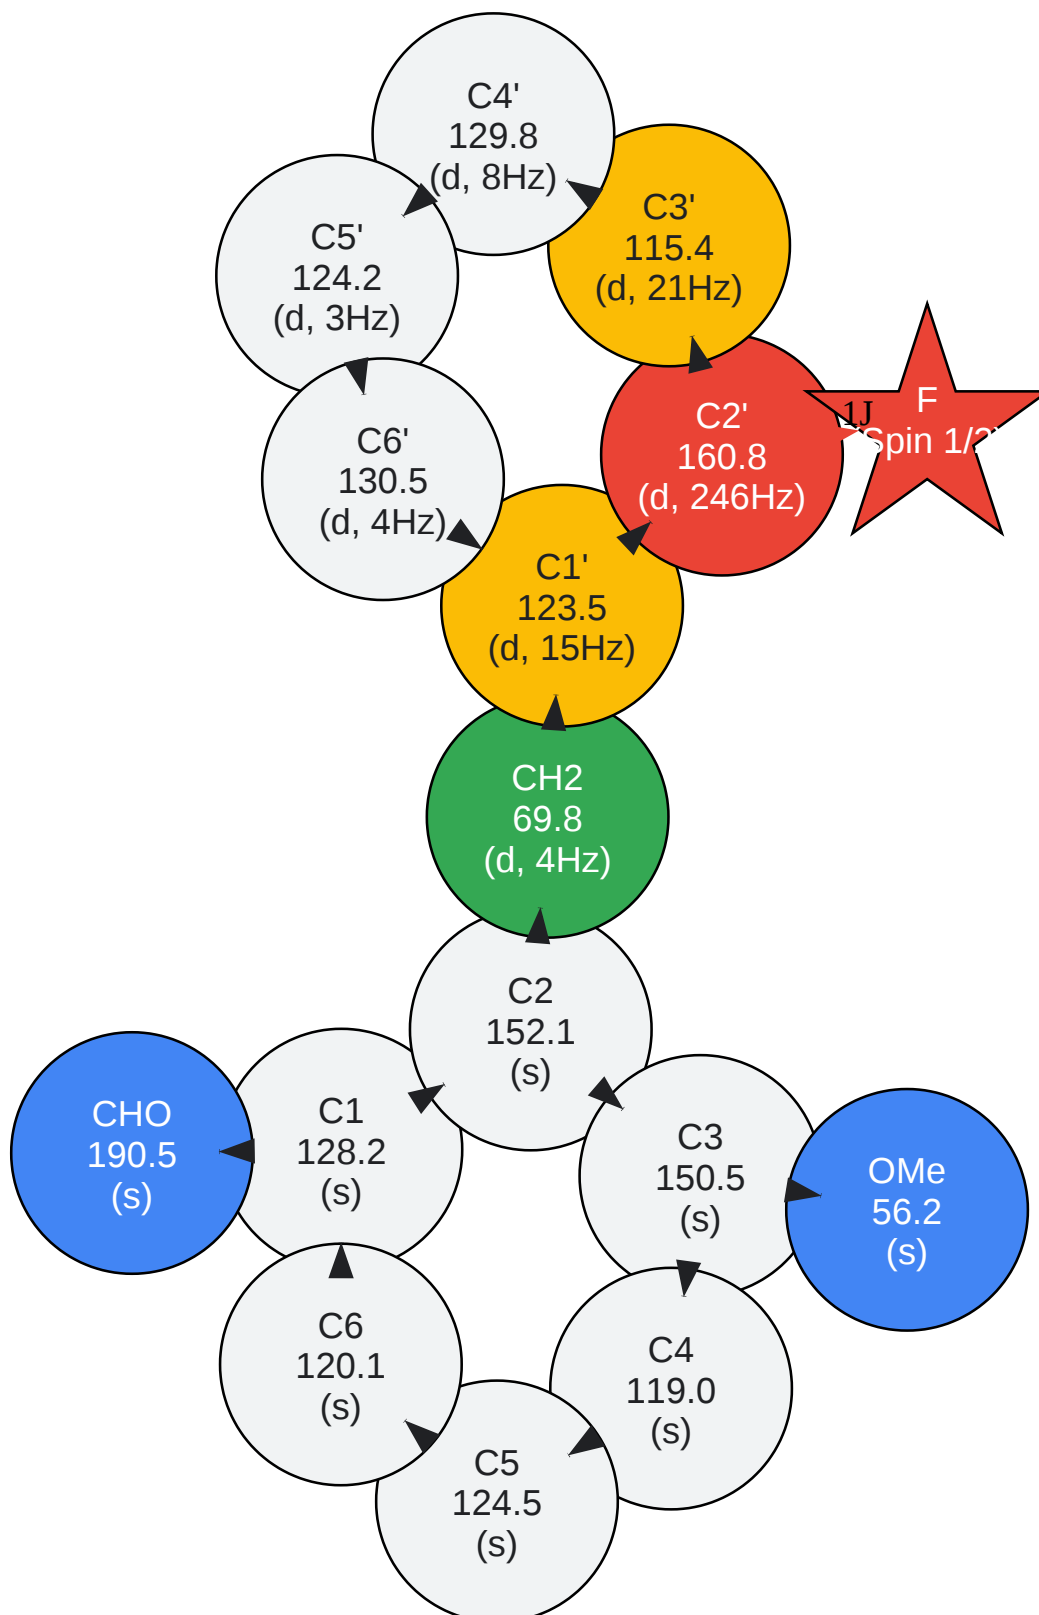 C4'
129.8
(d, 8Hz)
C3'
115.4
(d, 21Hz)
C5'
124.2
(d, 3Hz)
F
(Spin 1/2)
1J
C2'
160.8
(d, 246Hz)
C6'
130.5
(d, 4Hz)
C1'
123.5
(d, 15Hz)
CH2
69.8
(d, 4Hz)
C2
152.1
(s)
CHO
190.5
(s)
C1
128.2
(s)
C3
150.5
(s)
OMe
56.2
(s)
C6
120.1
(s)
C4
119.0
(s)
C5
124.5
(s)